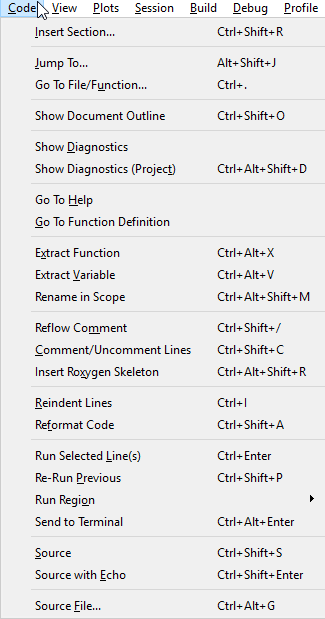 Code View Plots Session Build Debug Profile
Insert Section... Ctrl+Shift+R
Jump To... Alt+Shift+J
Go To File/Function... Ctrl+.
Show Document Outline Ctrl+Shift+O
Show Diagnostics
Show Diagnostics (Project) Ctrl+Alt+Shift+D
Go To Help
Go To Function Definition
Extract Function Ctrl+Alt+X
Extract Variable Ctrl+Alt+V
Rename in Scope Ctrl+Alt+Shift+M
Reflow Comment Ctrl+Shift+/
Comment/Uncomment Lines Ctrl+Shift+C
Insert Roxygen Skeleton Ctrl+Alt+Shift+R
Reindent Lines Ctrl+I
Reformat Code Ctrl+Shift+A
Run Selected Line(s) Ctrl+Enter
Re-Run Previous Ctrl+Shift+P
Run Region
Send to Terminal Ctrl+Alt+Enter
Source Ctrl+Shift+S
Source with Echo Ctrl+Shift+Enter
Source File... Ctrl+Alt+G